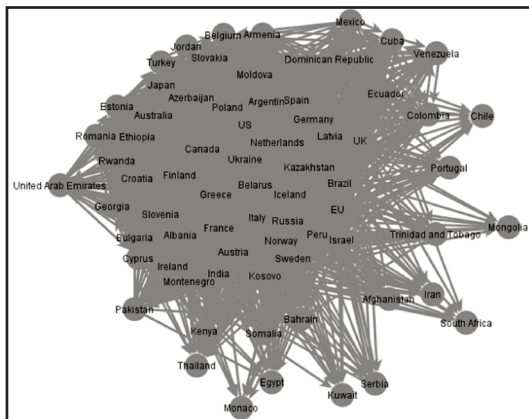 Mexico
Belgium Armenia
Cuba
Jordan
Venezuela
Slovakia
Dominican Republic
Turkey
Moldova
Japan
Ecuador
Azerbaijan
Argentin Spain
Estonia
Poland
Australia
Colombia
Chile
Germany
US
Romania Ethiopia
Latvia
UK
Netherlands
Canada
Rwanda
Ukraine
Kazakhstan
Portugal
Croatia
Finland
United Arab Emirates
Belarus
Iceland
Brazil
Greece
Georgia
EU
Slovenia
Italy
Russia
Mongolia
France
Bulgaria
Albania
Peru
Trinidad and Tobago
Norway
Israel
Austria
Cyprus
Sweden
Ireland
India
Kosovo
Montenegro
Iran
Afghanistan
Pakistan
Bahrain
South Africa
Kenya
Somalia
Thailand
Egypt
Serbia
Kuwait
Monaco